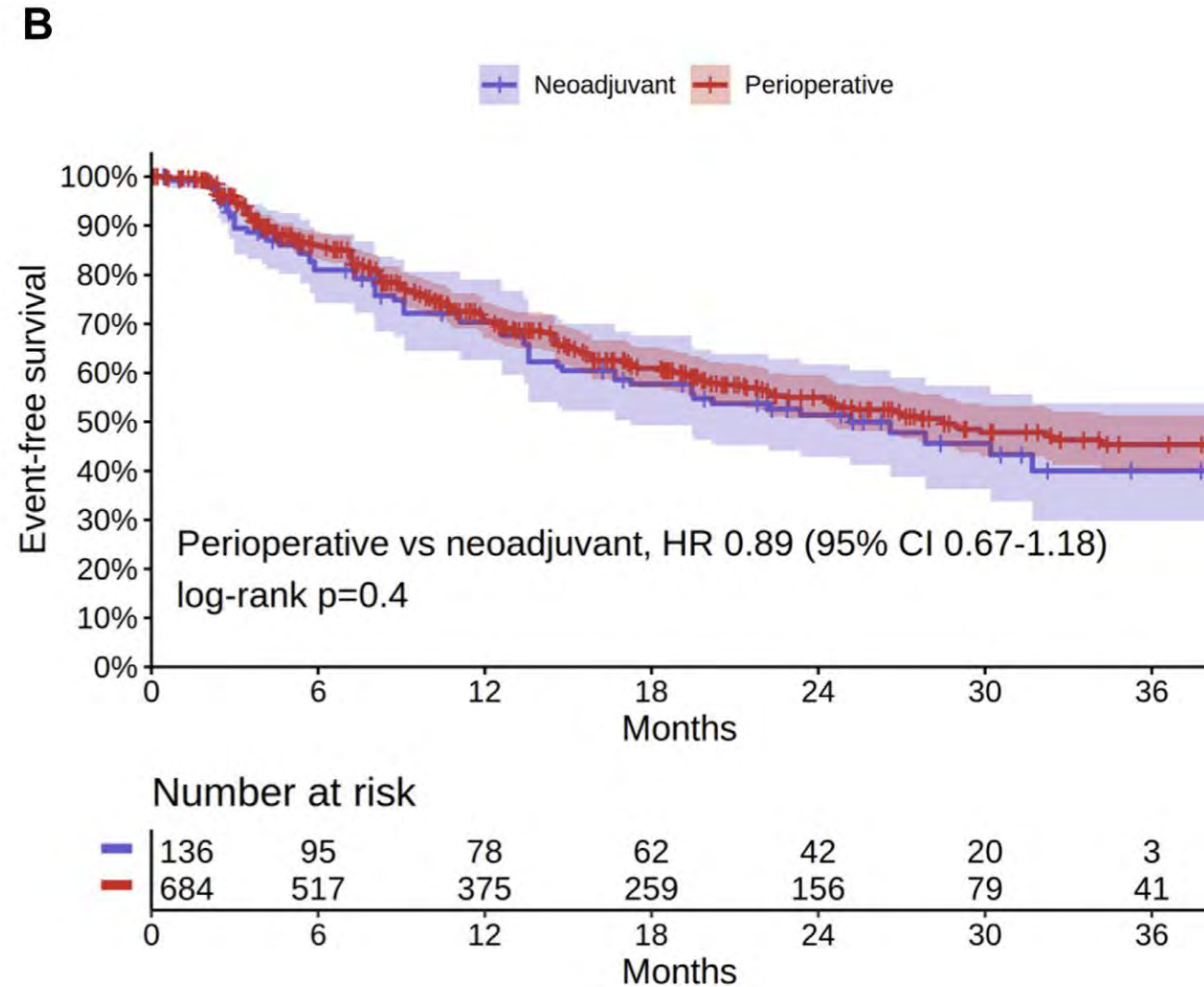 B
Neoadjuvant Perioperative
Event-free survival
100%
90%
80%
70%
60%
50%
40%
30%
20%
10%
0%
Perioperative vs neoadjuvant, HR 0.89 (95% CI 0.67-1.18)
log-rank p=0.4
0 6 12 18 24 30 36
Months
Number at risk
136 95 78 62 42 20 3
684 517 375 259 156 79 41
0 6 12 18 24 30 36
Months